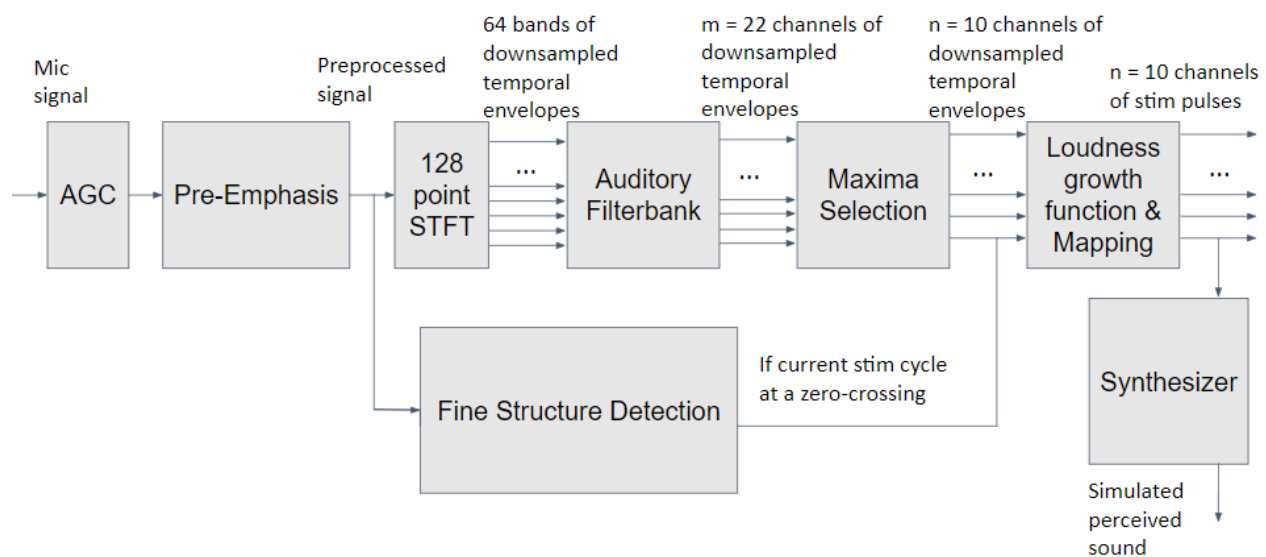 Mic
signal
Preprocessed
signal
64 bands of
downsampled
temporal
envelopes
m = 22 channels of
downsampled
temporal
envelopes
n = 10 channels of
downsampled
temporal
envelopes
n = 10 channels
of stim pulses
AGC
Pre-Emphasis
128
point
STFT
...
Auditory
Filterbank
...
Maxima
Selection
...
Loudness
growth
function &
Mapping
...
Fine Structure Detection
If current stim cycle
at a zero-crossing
Synthesizer
Simulated
perceived
sound